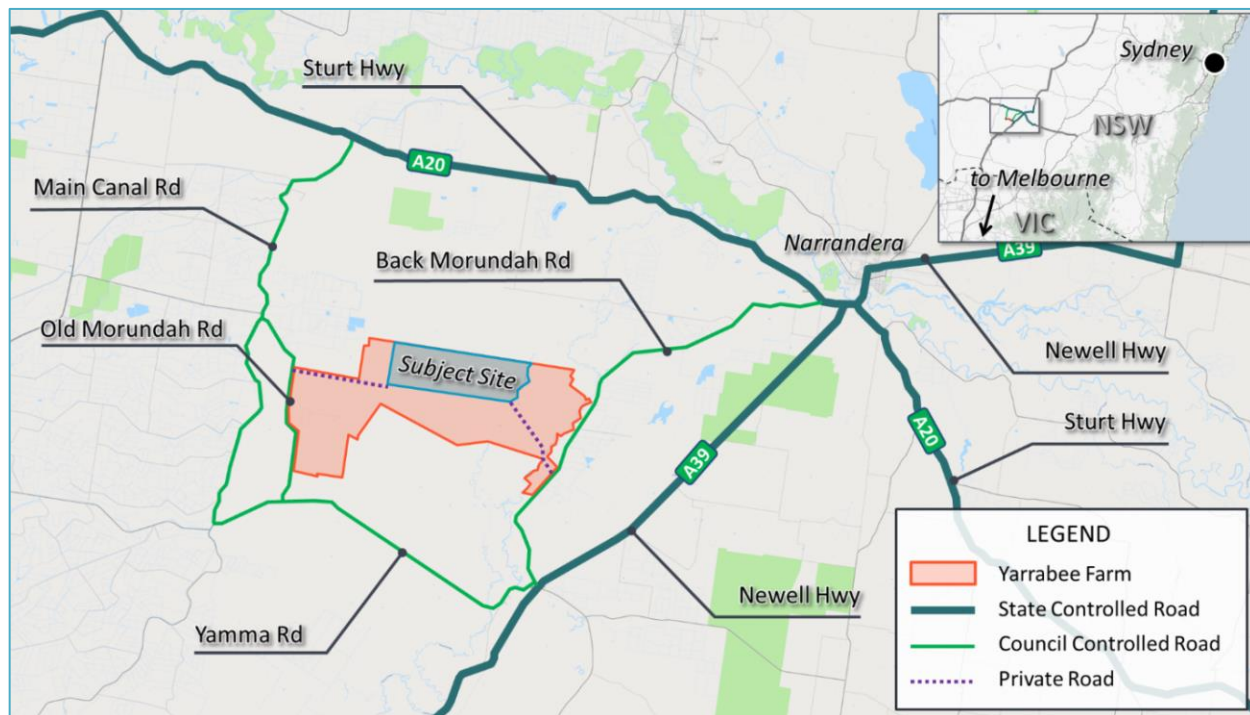 Sturt Hwy
Sydney
NSW
to Melbourne
VIC
A20
Main Canal Rd
Narrandera
A39
Back Morundah Rd
Old Morundah Rd
Newell Hwy
Subject Site
Sturt Hwy
A20
A39
LEGEND
Yarrabee Farm
State Controlled Road
Council Controlled Road
Private Road
Newell Hwy
Yamma Rd